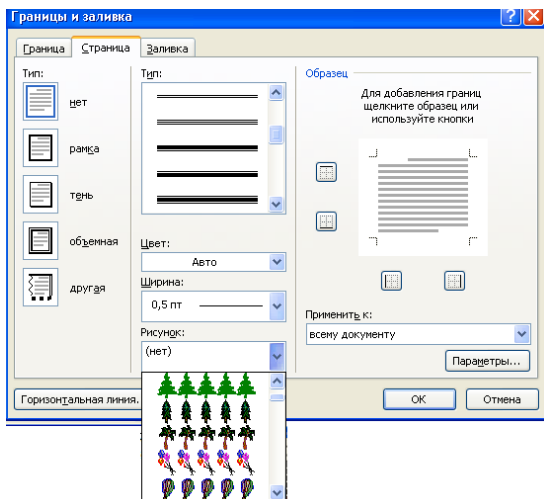 Границы и заливка
Граница
Страница
Заливка
Тип:
нет
рамка
тень
объемная
другая
Тип:
Цвет:
Авто
Ширина:
0,5 пт
Рисунок:
(нет)
Образец
Для добавления границ
щелкните образец или
используйте кнопки
Применить к:
всему документу
Параметры...
Горизонтальная линия.
ОК
Отмена